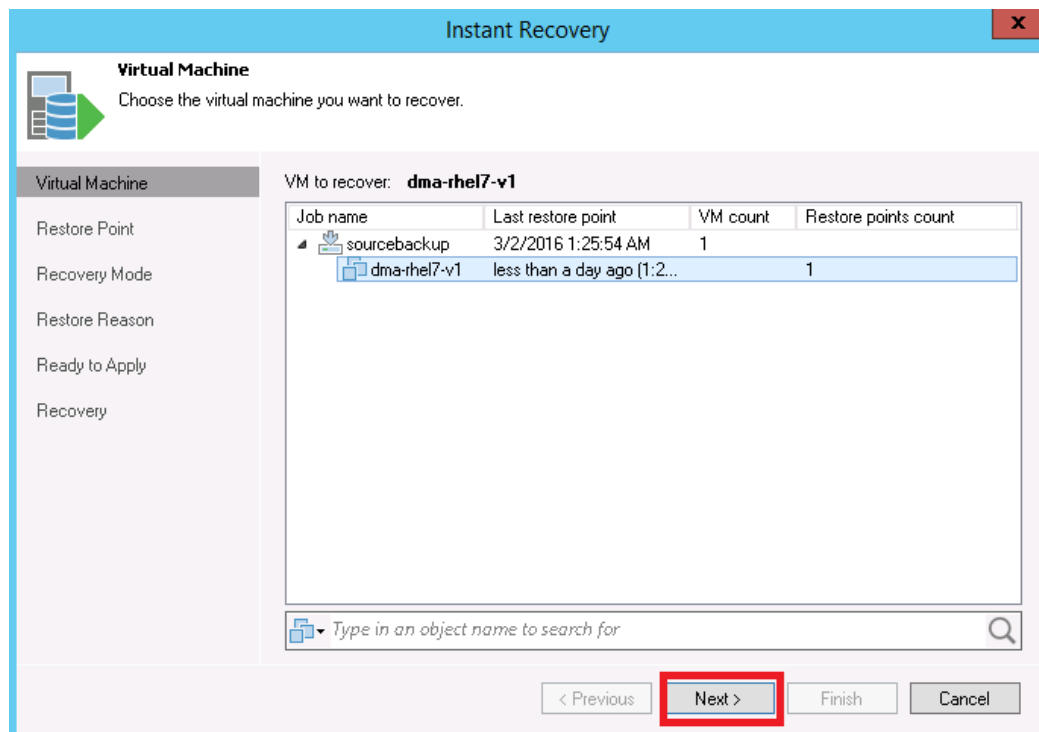 Instant Recovery
x
Virtual Machine
Choose the virtual machine you want to recover.
Virtual Machine
Restore Point
Recovery Mode
Restore Reason
Ready to Apply
Recovery
VM to recover: dma-rhel7-v1
Job name Last restore point VM count Restore points count
sourcebackup 3/2/2016 1:25:54 AM 1
dma-rhel7-v1 less than a day ago (1:2... 1
Type in an object name to search for
< Previous Next > Finish Cancel